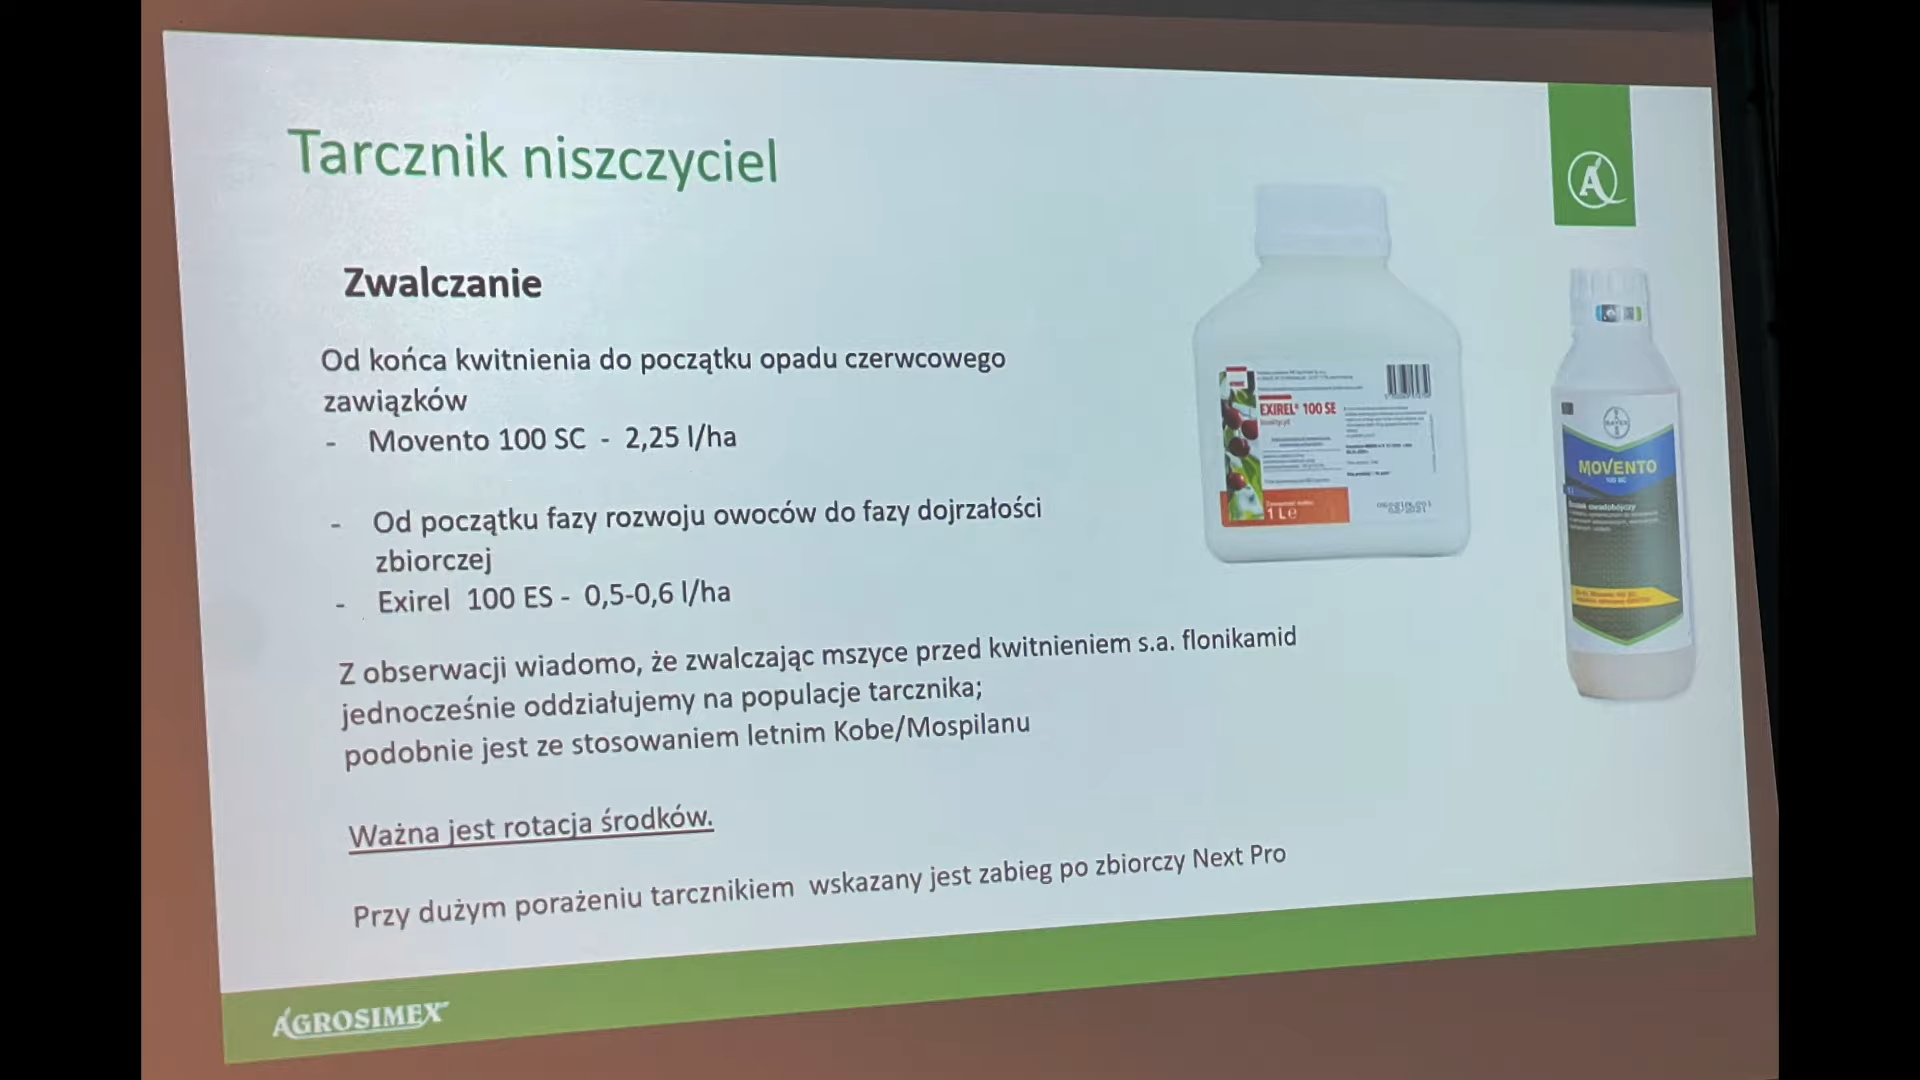 Tarcznik niszczyciel
Zwalczanie
Od końca kwitnienia do początku opadu czerwcowego
zawiązków
- Movento 100 SC - 2,25 l/ha
- Od początku fazy rozwoju owoców do fazy dojrzałości
zbiorczej
- Exirel 100 ES - 0,5-0,6 l/ha
Z obserwacji wiadomo, że zwalczając mszyce przed kwitnieniem s.a. flonikamid
jednocześnie oddziałujemy na populacje tarcznika;
podobnie jest ze stosowaniem letnim Kobe/Mospilanu
Ważna jest rotacja środków.
Przy dużym porażeniu tarcznikiem wskazany jest zabieg po zbiorczy Next Pro
EXIREL® 100 SE
1 L e
BAYER
MOVENTO
100 SC
AGROSIMEX